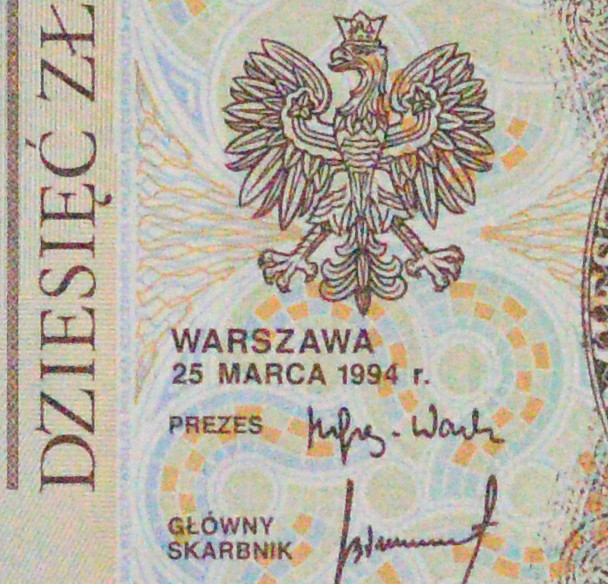 DZIESIĘĆ ZŁ
WARSZAWA
25 MARCA 1994 r.
PREZES
GŁÓWNY
SKARBNIK